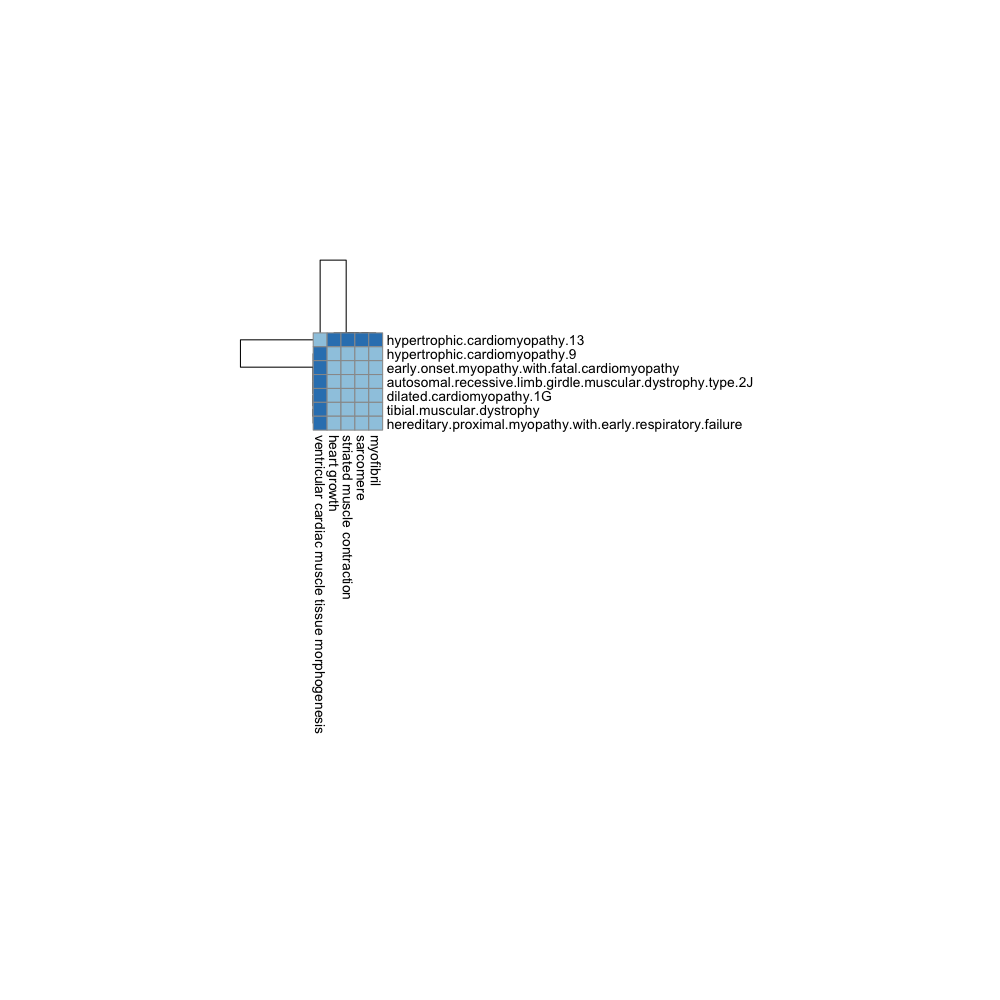 hypertrophic.cardiomyopathy.13
hypertrophic.cardiomyopathy.9
early.onset.myopathy.with.fatal.cardiomyopathy
autosomal.recessive.limb.girdle.muscular.dystrophy.type.2J
dilated.cardiomyopathy.1G
tibial.muscular.dystrophy
hereditary.proximal.myopathy.with.early.respiratory.failure
ventricular cardiac muscle tissue morphogenesis
heart growth
striated muscle contraction
sarcomere
myofibril